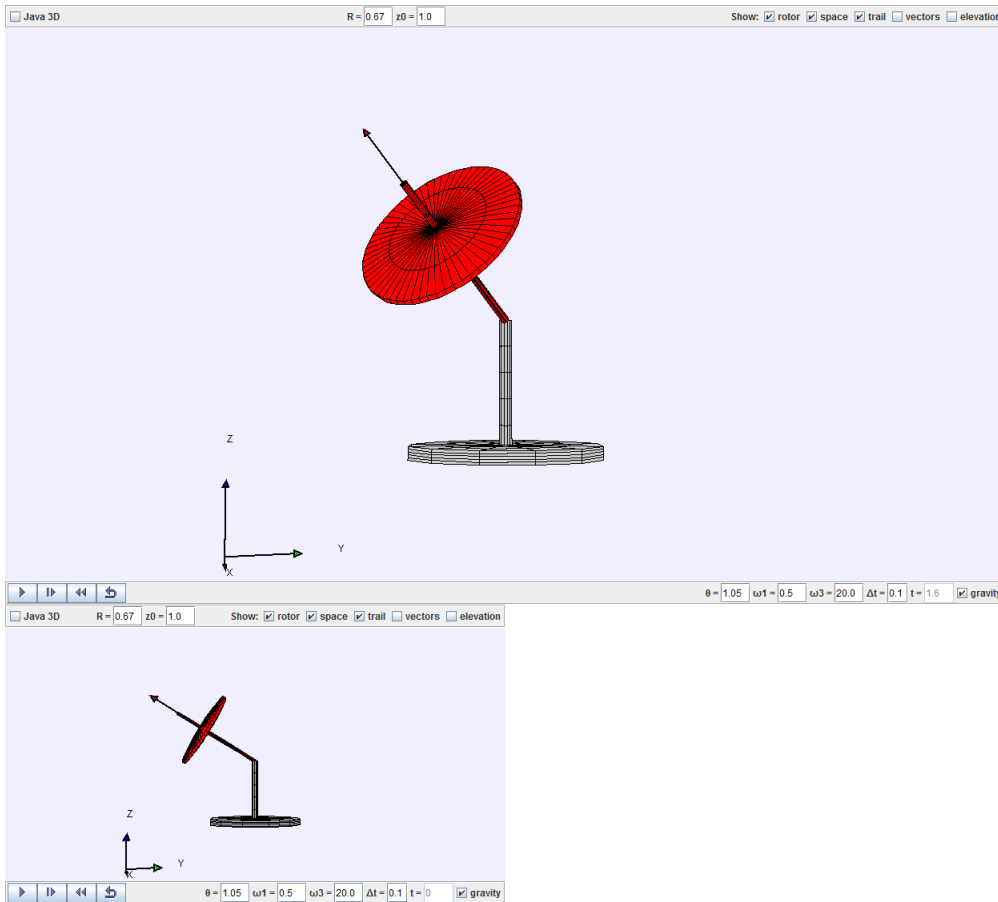 Java 3D R = 0.67 z0 = 1.0 Show: rotor space trail vectors elevation
Z
Y
X
θ = 1.05 ω1 = 0.5 ω3 = 20.0 Δt = 0.1 t = 1.6 gravity
Java 3D R = 0.67 z0 = 1.0 Show: rotor space trail vectors elevation
Z
Y
X
θ = 1.05 ω1 = 0.5 ω3 = 20.0 Δt = 0.1 t = 0 gravity